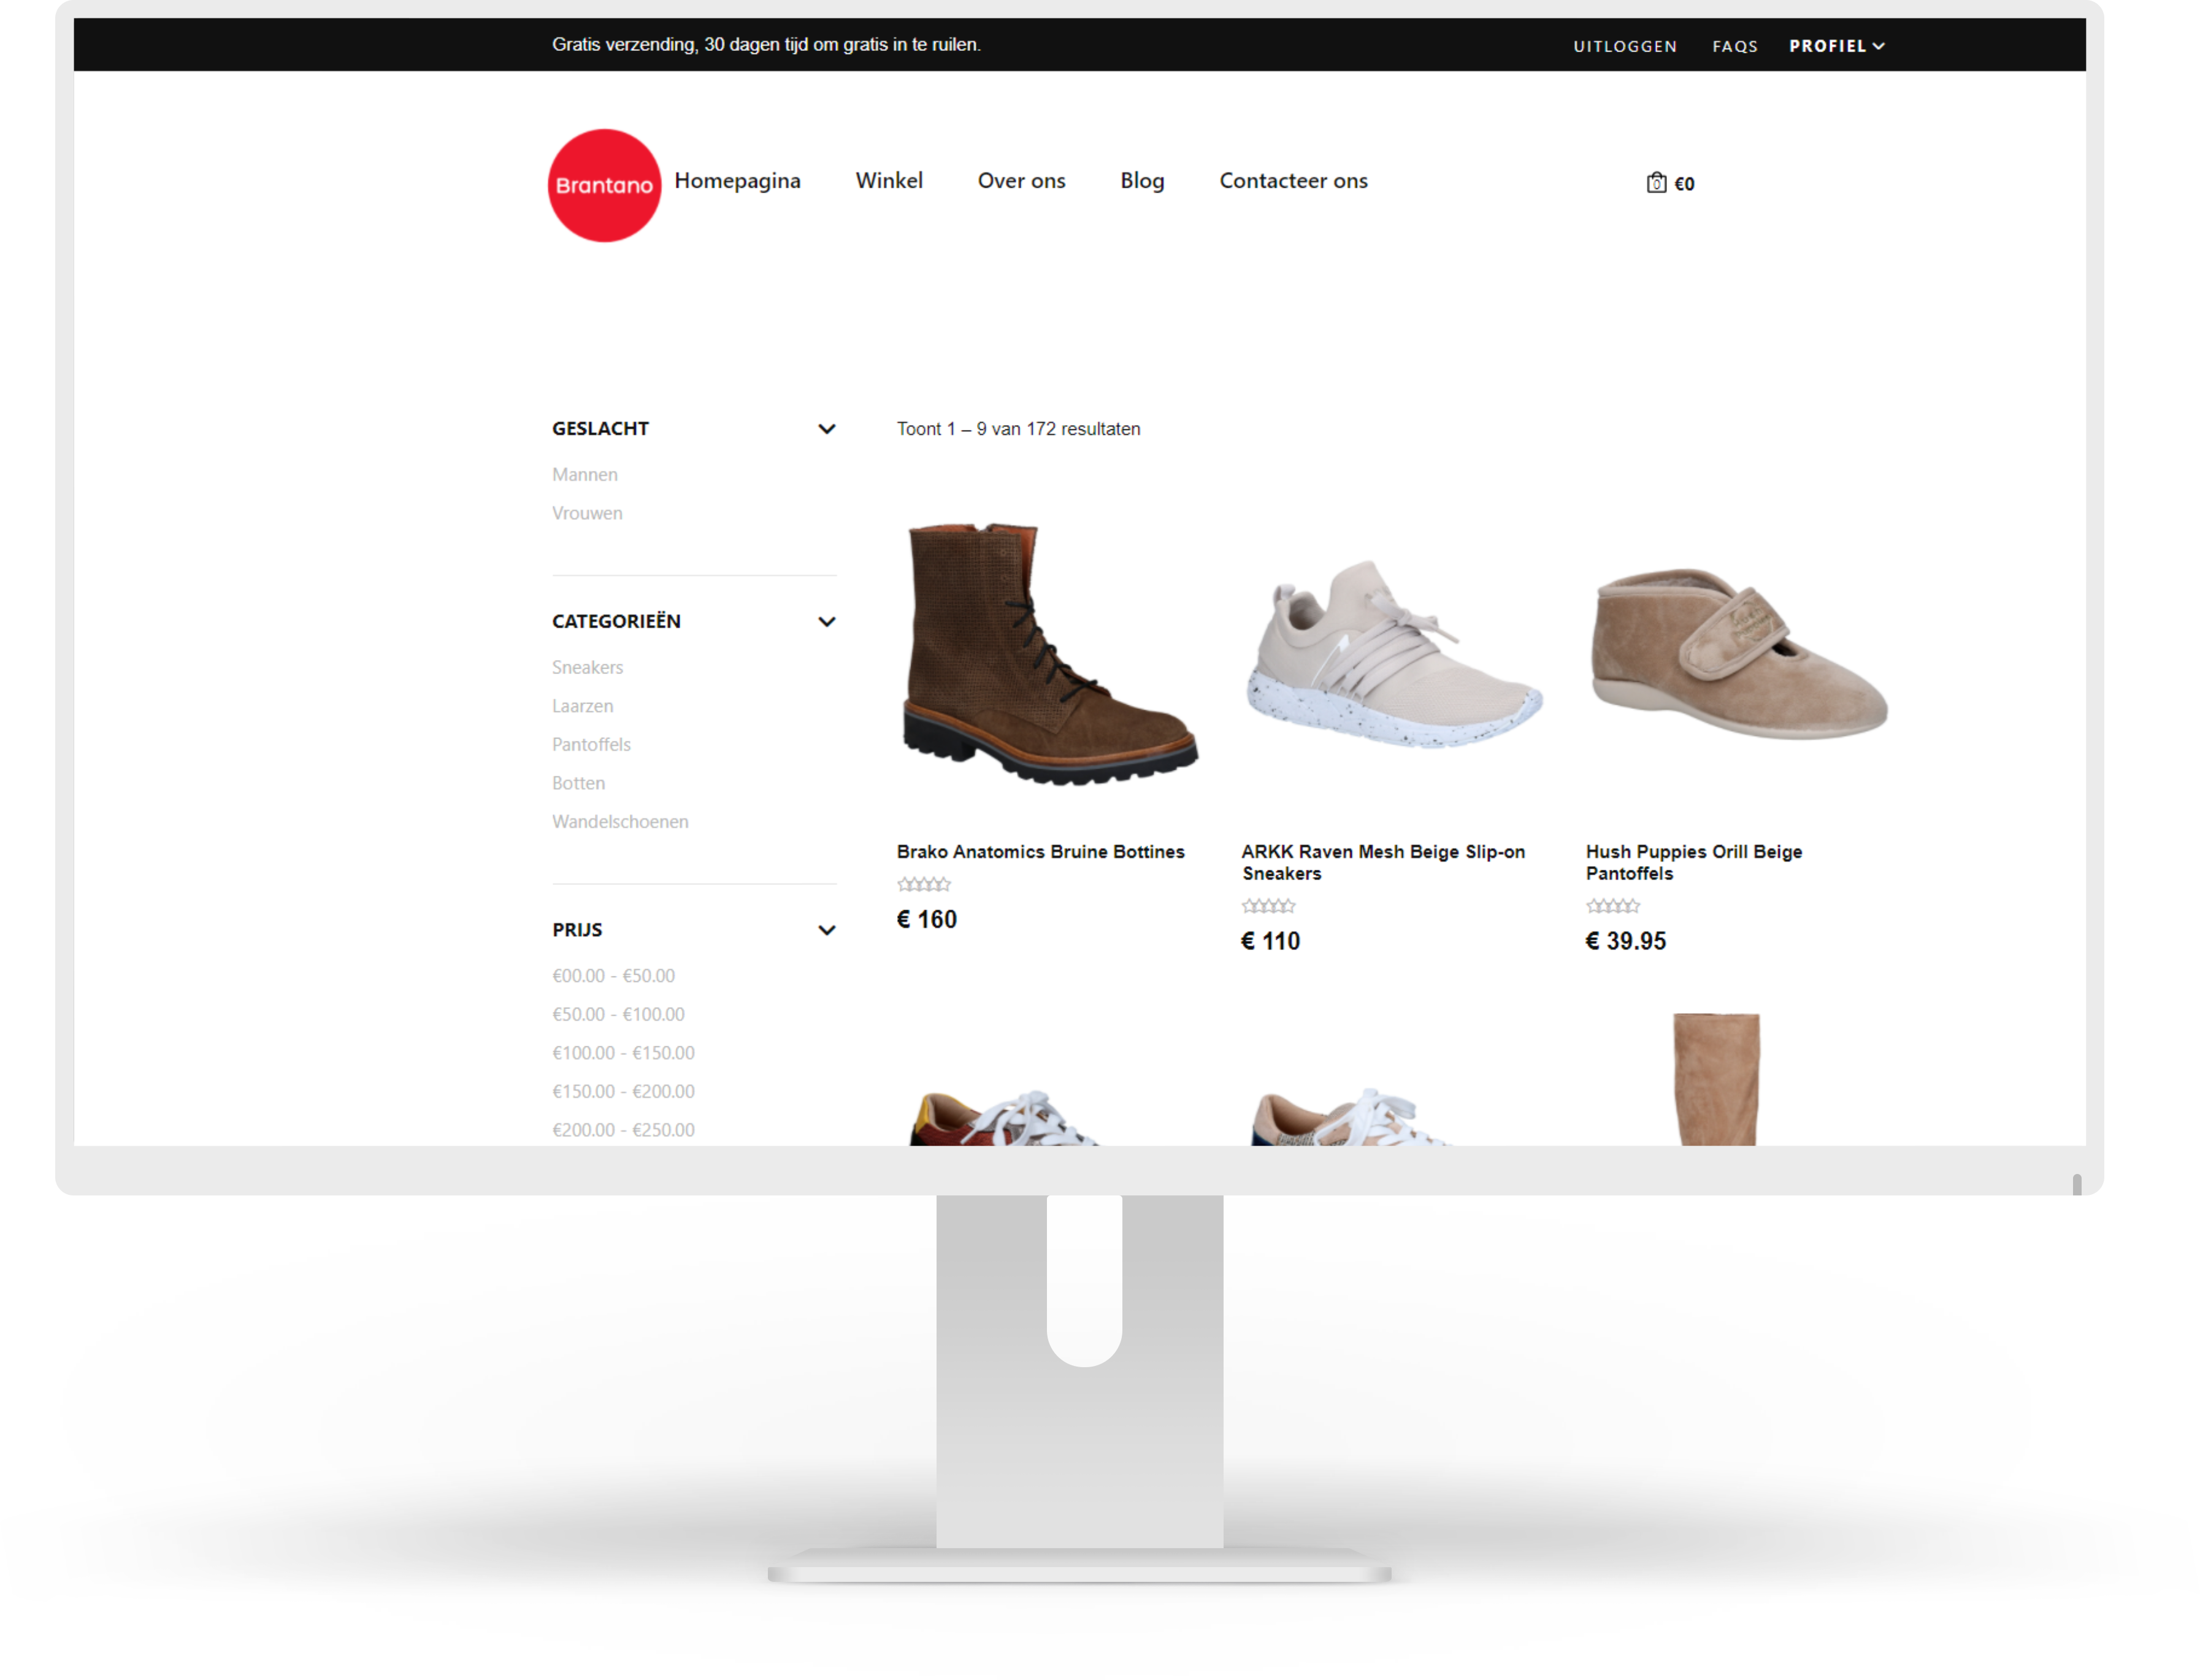 Gratis verzending, 30 dagen tijd om gratis in te ruilen.
UITLOGGEN FAQS PROFIEL
Brantano
Homepagina Winkel Over ons Blog Contacteer ons
0 €0
GESLACHT
Mannen
Vrouwen
CATEGORIEËN
Sneakers
Laarzen
Pantoffels
Botten
Wandelschoenen
PRIJS
€00.00 - €50.00
€50.00 - €100.00
€100.00 - €150.00
€150.00 - €200.00
€200.00 - €250.00
Toont 1 – 9 van 172 resultaten
Brako Anatomics Bruine Bottines
€ 160
ARKK Raven Mesh Beige Slip-on
Sneakers
€ 110
Hush Puppies Orill Beige
Pantoffels
€ 39.95